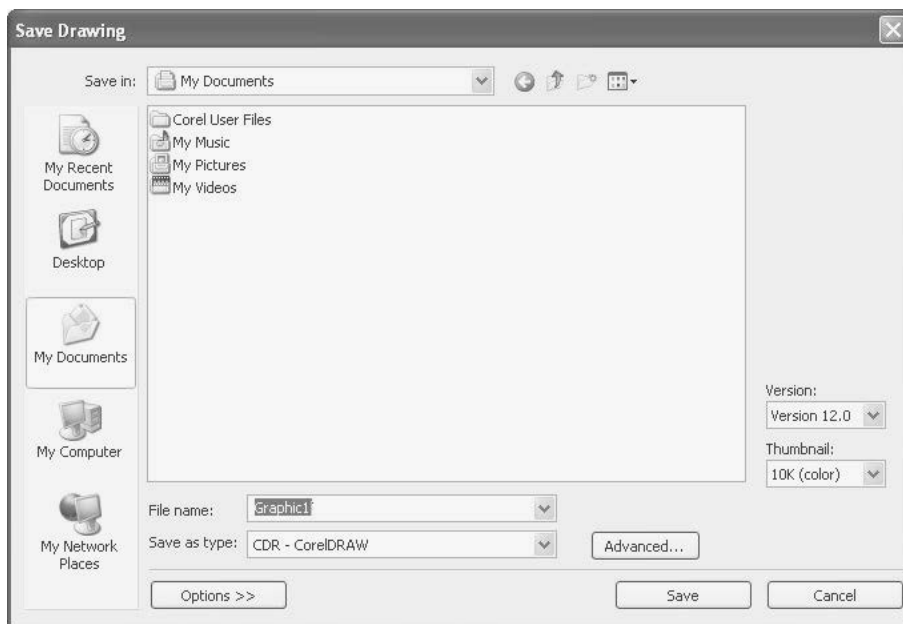 Save Drawing
Save in: My Documents
My Recent
Documents
Desktop
My Documents
My Computer
My Network
Places
Corel User Files
My Music
My Pictures
My Videos
Version:
Version 12.0
Thumbnail:
10K (color)
File name: Graphic1
Save as type: CDR - CorelDRAW Advanced...
Options >> Save Cancel